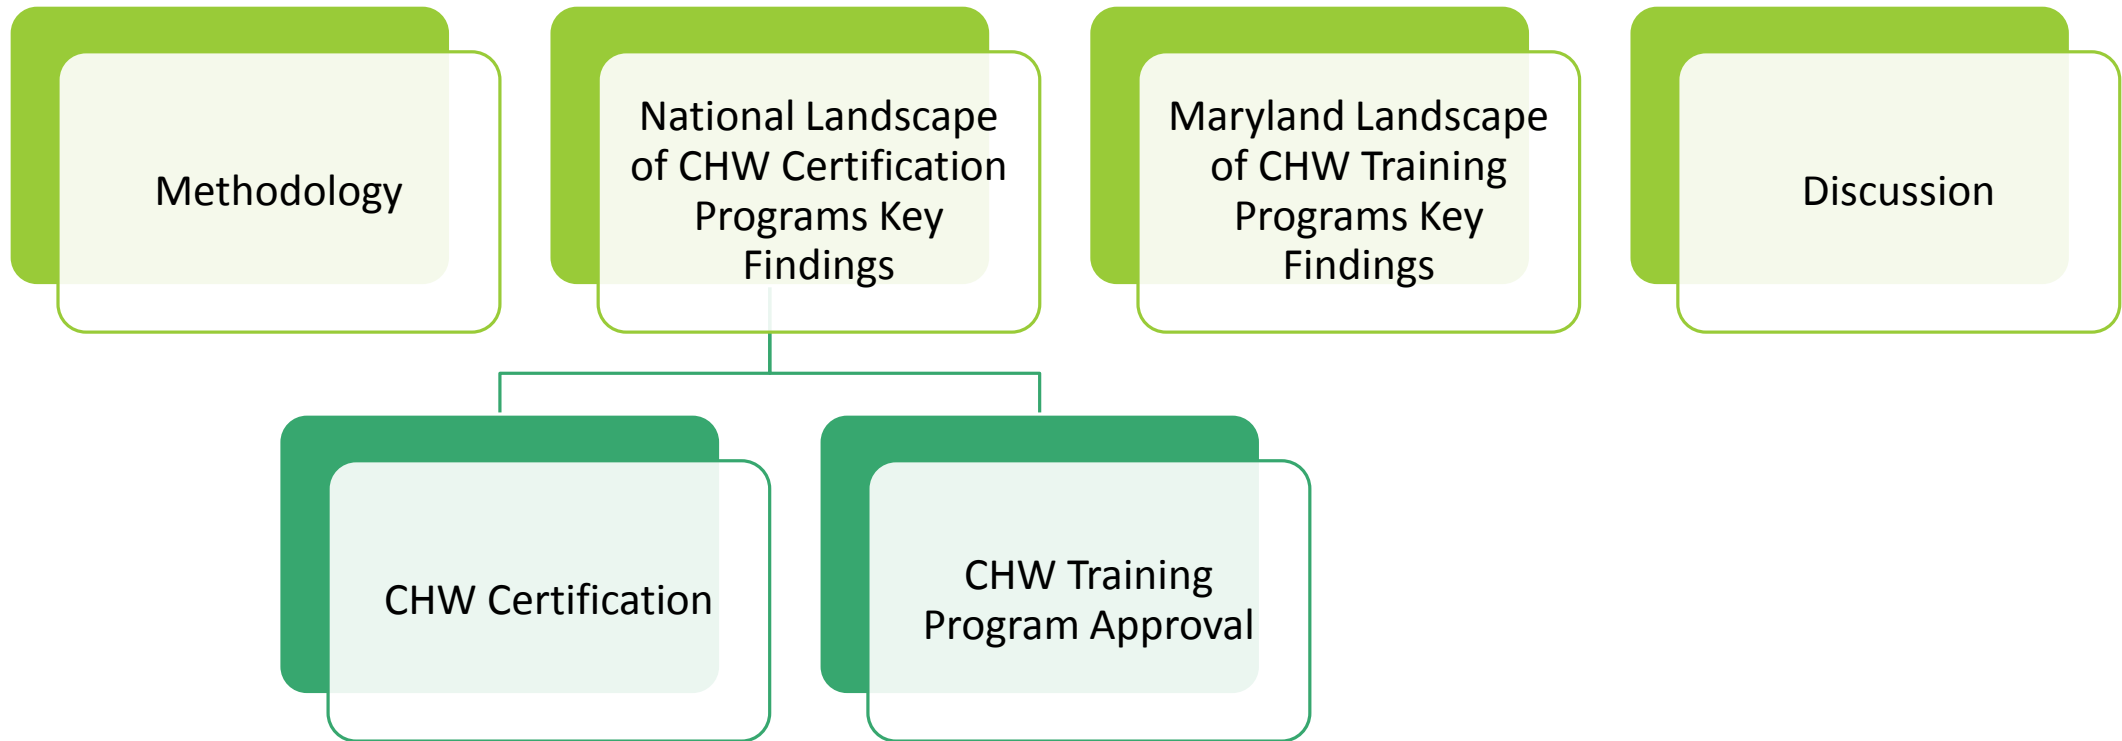 Methodology
National Landscape
of CHW Certification
Programs Key
Findings
Maryland Landscape
of CHW Training
Programs Key
Findings
Discussion
CHW Certification
CHW Training
Program Approval